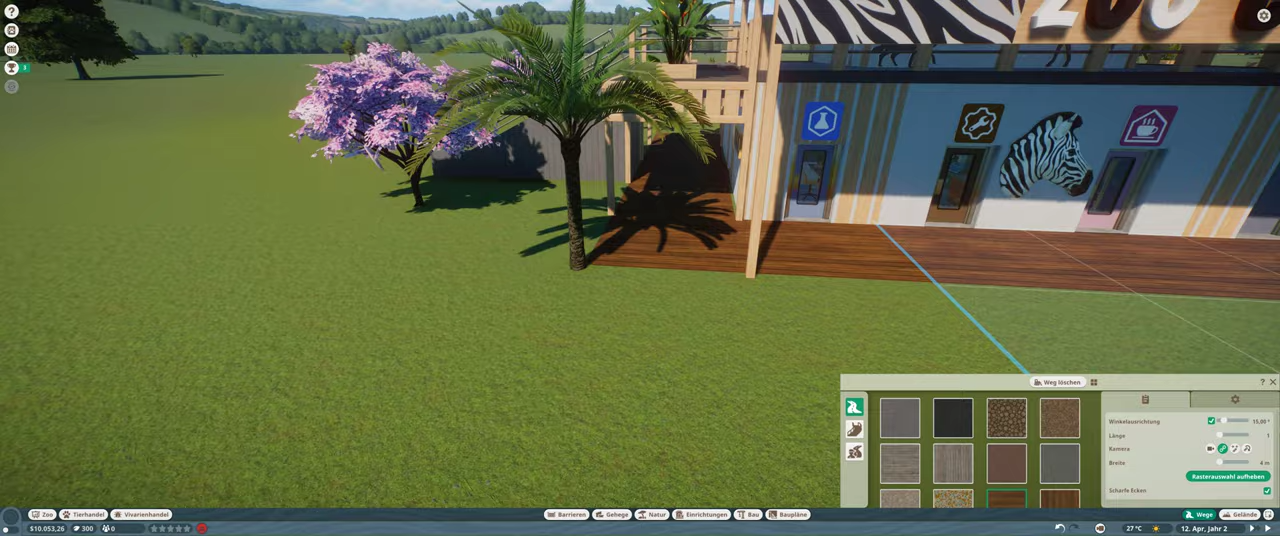 ?
3
ZOO
Weg löschen
?
Winkelausrichtung
15,00 °
Länge
1
Kamera
Breite
4 m
Rasterauswahl aufheben
Scharfe Ecken
Zoo
Tierhandel
Vivarienhandel
Barrieren
Gehege
Natur
Einrichtungen
Bau
Baupläne
Wege
Gelände
$10.053,26
300
0
27 °C
12. Apr, Jahr 2